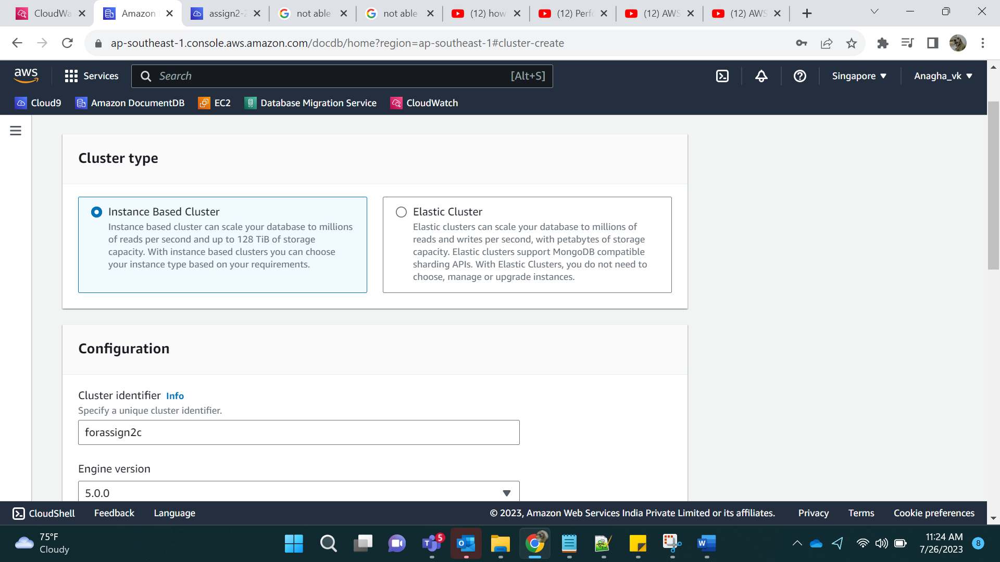 CloudWa
Amazon
assign2-2
not able
not able
(12) how
(12) Perfo
(12) AWS
(12) AWS
ap-southeast-1.console.aws.amazon.com/docdb/home?region=ap-southeast-1#cluster-create
aws
Services
Search
[Alt+S]
Singapore
Anagha_vk
Cloud9
Amazon DocumentDB
EC2
Database Migration Service
CloudWatch
Cluster type
Instance Based Cluster
Instance based cluster can scale your database to millions
of reads per second and up to 128 TiB of storage
capacity. With instance based clusters you can choose
your instance type based on your requirements.
Elastic Cluster
Elastic clusters can scale your database to millions of
reads and writes per second, with petabytes of storage
capacity. Elastic clusters support MongoDB compatible
sharding APIs. With Elastic Clusters, you do not need to
choose, manage or upgrade instances.
Configuration
Cluster identifier Info
Specify a unique cluster identifier.
forassign2c
Engine version
5.0.0
CloudShell
Feedback
Language
© 2023, Amazon Web Services India Private Limited or its affiliates.
Privacy
Terms
Cookie preferences
75°F
Cloudy
5
11:24 AM
7/26/2023
8